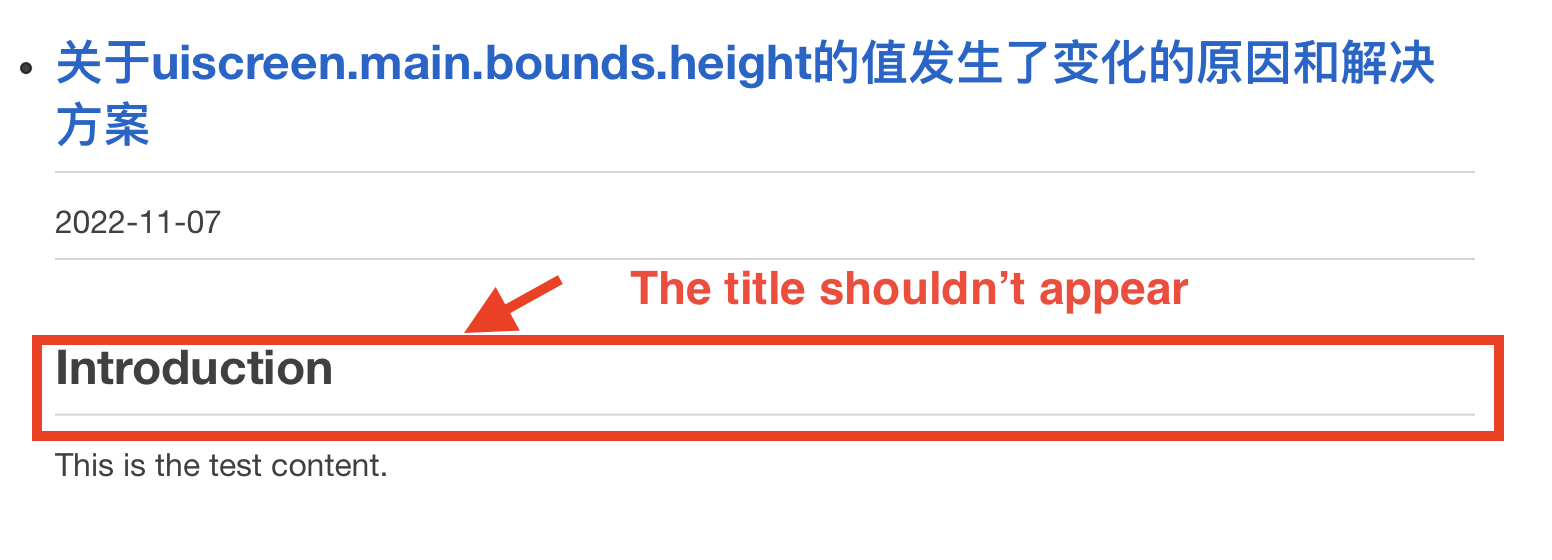 关于uiscreen.main.bounds.height的值发生了变化的原因和解决
方案
2022-11-07
The title shouldn’t appear
Introduction
This is the test content.